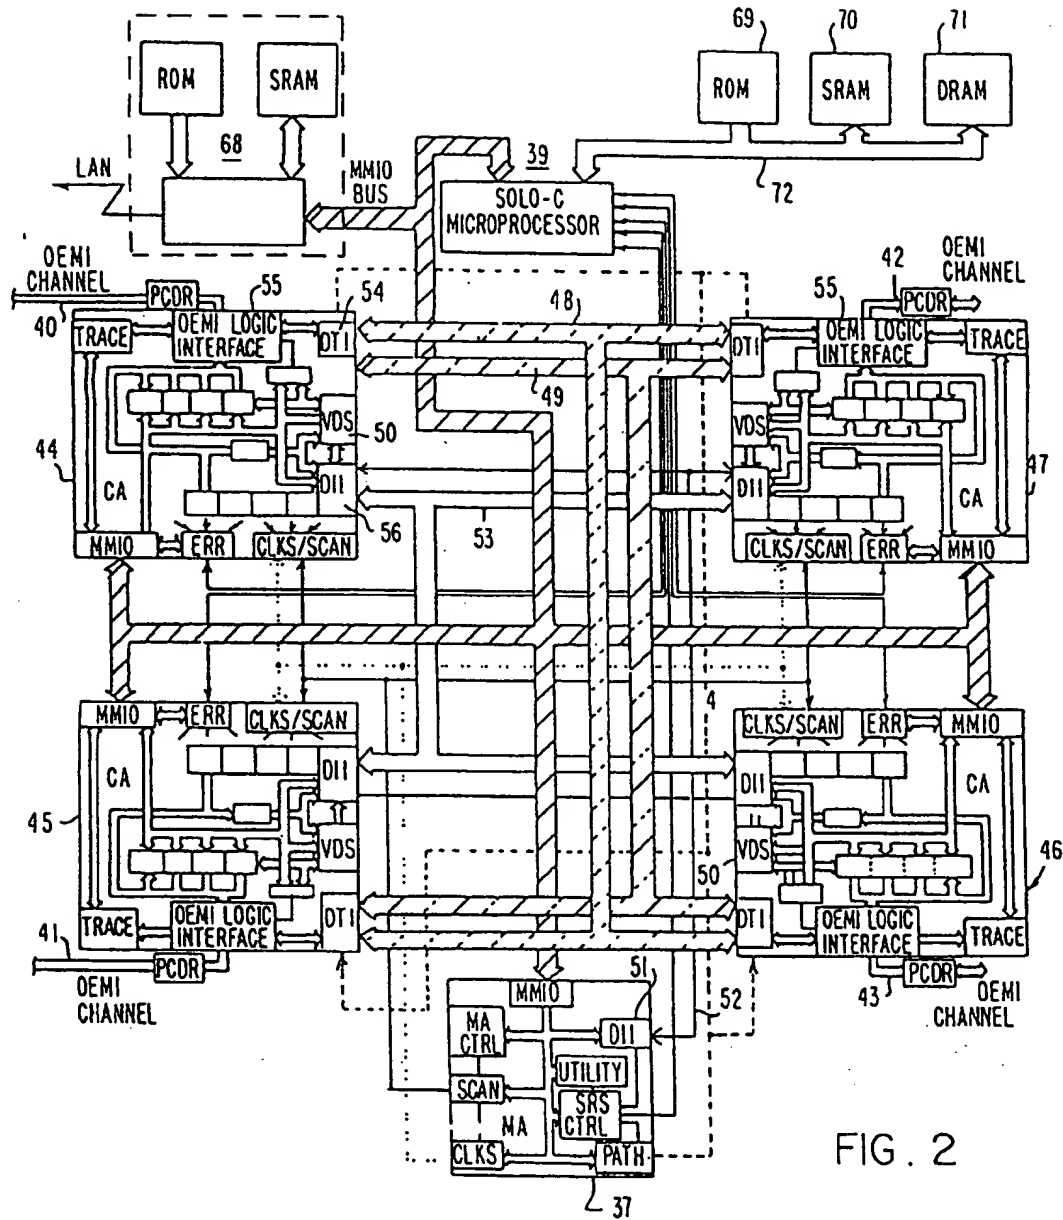 69
70
71
ROM
SRAM
ROM
SRAM
DRAM
68
39
72
LAN
MMIO
BUS
SOLO-C
MICROPROCESSOR
OEMI
CHANNEL
PCDR
55
54
40
TRACE
OEMI LOGIC
INTERFACE
DTI
48
49
VDS
50
44
CA
DII
53
56
MMIO
ERR
CLKS/SCAN
42
OEMI
CHANNEL
55
PCDR
DTI
OEMI LOGIC
INTERFACE
TRACE
VDS
DII
47
CA
CLKS/SCAN
ERR
MMIO
4
MMIO
ERR
CLKS/SCAN
CA
DII
45
VDS
TRACE
OEMI LOGIC
INTERFACE
DTI
41
PCDR
OEMI
CHANNEL
CLKS/SCAN
ERR
MMIO
DII
CA
VDS
46
50
DTI
OEMI LOGIC
INTERFACE
TRACE
43
PCDR
OEMI
CHANNEL
51
52
MMIO
MA
CTRL
DII
UTILITY
SCAN
SRS
CTRL
MA
CLKS
PATH
37
FIG. 2